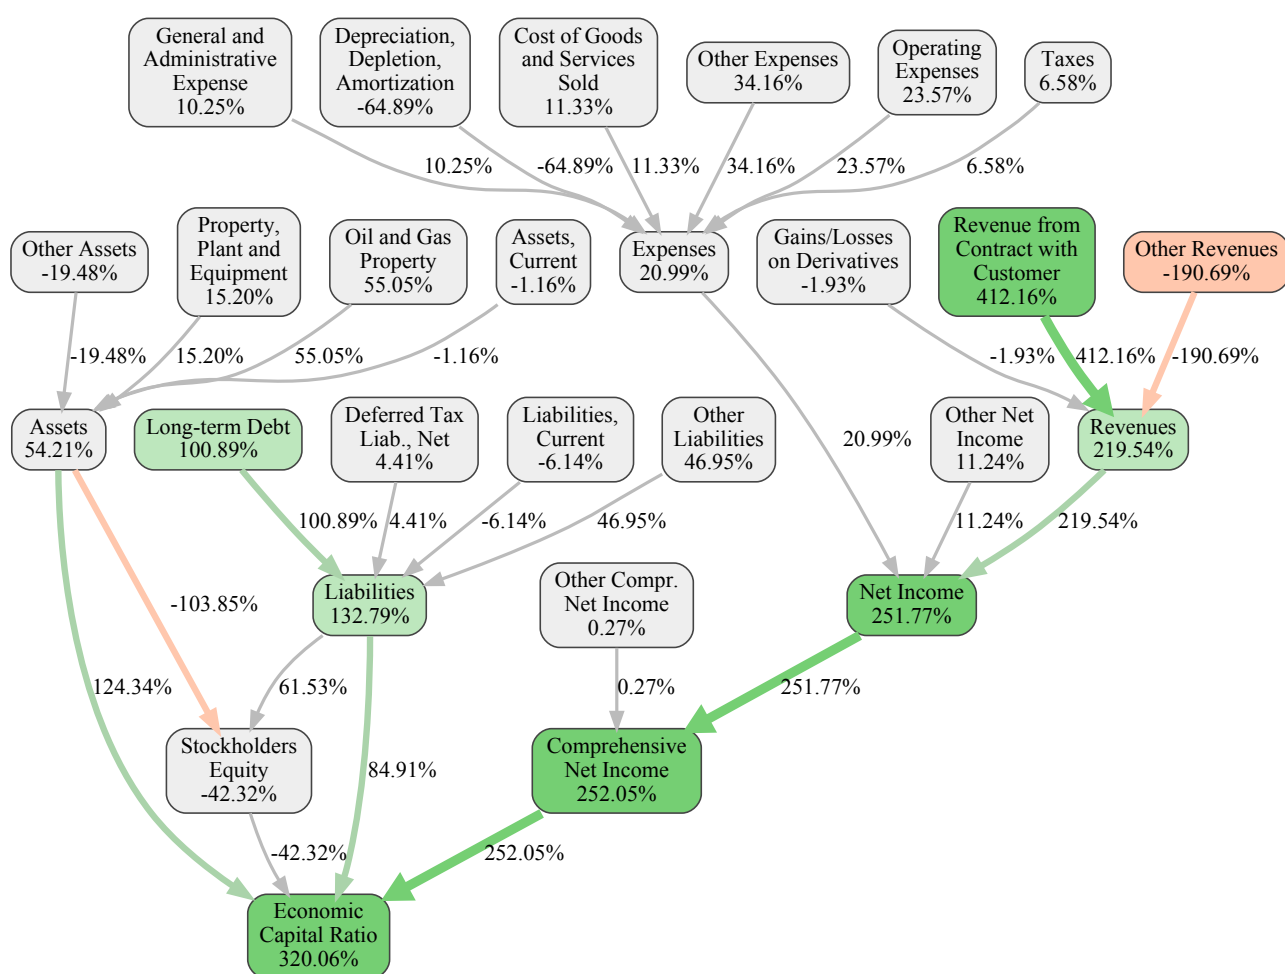 General and
Administrative
Expense
10.25%
Depreciation,
Depletion,
Amortization
-64.89%
Cost of Goods
and Services
Sold
11.33%
Other Expenses
34.16%
Operating
Expenses
23.57%
Taxes
6.58%
10.25%
-64.89%
11.33%
34.16%
23.57%
6.58%
Other Assets
-19.48%
Property,
Plant and
Equipment
15.20%
Oil and Gas
Property
55.05%
Assets,
Current
-1.16%
Expenses
20.99%
Gains/Losses
on Derivatives
-1.93%
Revenue from
Contract with
Customer
412.16%
Other Revenues
-190.69%
-19.48%
15.20%
55.05%
-1.16%
-1.93%
412.16%
-190.69%
Assets
54.21%
Long-term Debt
100.89%
Deferred Tax
Liab., Net
4.41%
Liabilities,
Current
-6.14%
Other
Liabilities
46.95%
20.99%
Other Net
Income
11.24%
Revenues
219.54%
100.89%
4.41%
-6.14%
46.95%
11.24%
219.54%
-103.85%
Liabilities
132.79%
Other Compr.
Net Income
0.27%
Net Income
251.77%
124.34%
61.53%
0.27%
251.77%
Stockholders
Equity
-42.32%
84.91%
Comprehensive
Net Income
252.05%
-42.32%
252.05%
Economic
Capital Ratio
320.06%